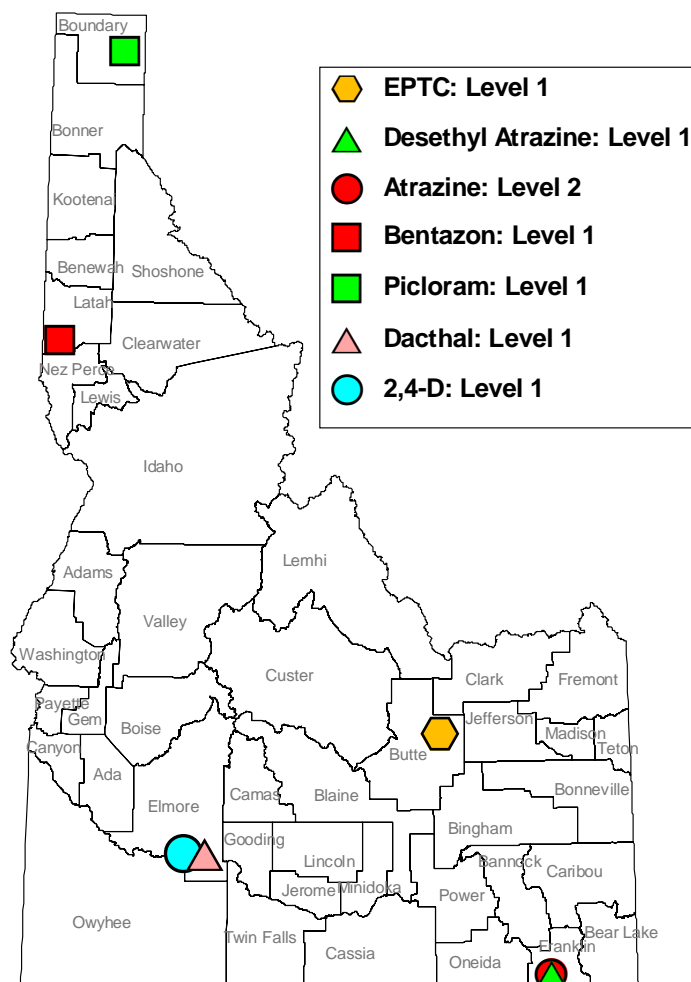 Boundary
EPTC: Level 1
Desethyl Atrazine: Level 1
Atrazine: Level 2
Bentazon: Level 1
Picloram: Level 1
Dacthal: Level 1
2,4-D: Level 1
Bonner
Kootenai
Benewah
Shoshone
Latah
Clearwater
Nez Perce
Lewis
Idaho
Lemhi
Adams
Valley
Washington
Custer
Clark
Fremont
Payette
Gem
Boise
Jefferson
Madison
Teton
Canyon
Butte
Ada
Elmore
Camas
Blaine
Bonneville
Gooding
Lincoln
Bingham
Bannock
Caribou
Jerome
Minidoka
Power
Owyhee
Twin Falls
Cassia
Oneida
Franklin
Bear Lake